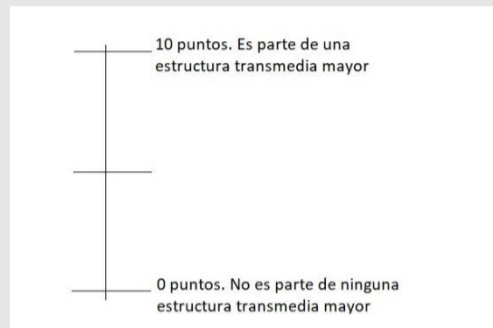 10 puntos. Es parte de una
estructura transmedia mayor
0 puntos. No es parte de ninguna
estructura transmedia mayor